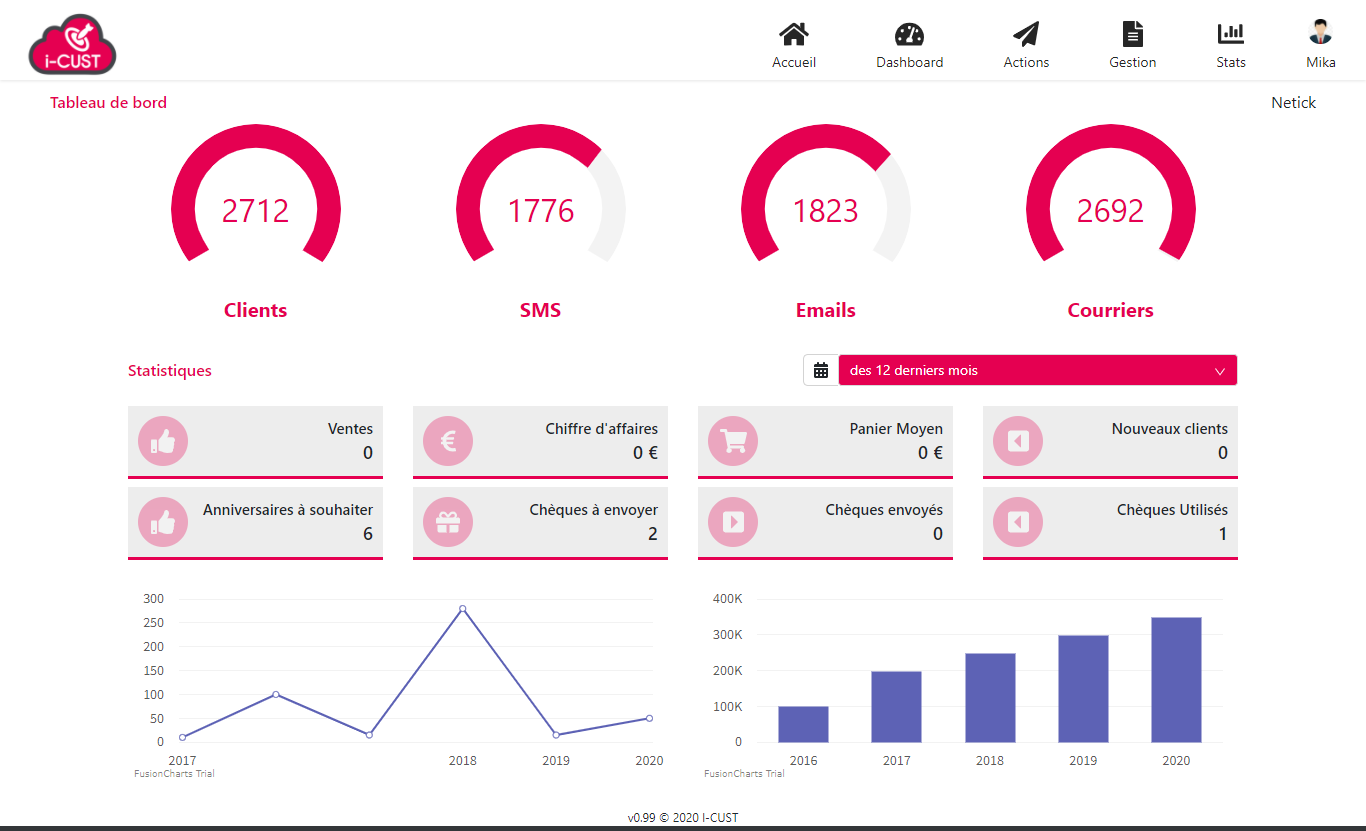 i-CUST
Accueil
Dashboard
Actions
Gestion
Stats
Mika
Tableau de bord
Netick
2712
1776
1823
2692
Clients
SMS
Emails
Courriers
Statistiques
des 12 derniers mois
Ventes
0
Chiffre d'affaires
0 €
Panier Moyen
0 €
Nouveaux clients
0
Anniversaires à souhaiter
6
Chèques à envoyer
2
Chèques envoyés
0
Chèques Utilisés
1
300
250
200
150
100
50
0
2017
2018
2019
2020
FusionCharts Trial
400K
300K
200K
100K
0
2016
2017
2018
2019
2020
FusionCharts Trial
v0.99 © 2020 I-CUST